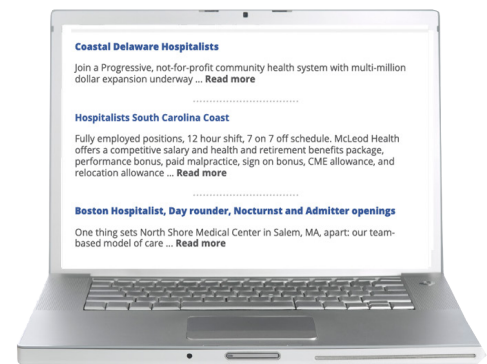 Coastal Delaware Hospitalists
Join a Progressive, not-for-profit community health system with multi-million
dollar expansion underway ... Read more
Hospitalists South Carolina Coast
Fully employed positions, 12 hour shift, 7 on 7 off schedule. McLeod Health
offers a competitive salary and health and retirement benefits package,
performance bonus, paid malpractice, sign on bonus, CME allowance, and
relocation allowance ... Read more
Boston Hospitalist, Day rounder, Nocturnst and Admitter openings
One thing sets North Shore Medical Center in Salem, MA, apart: our team-
based model of care ... Read more